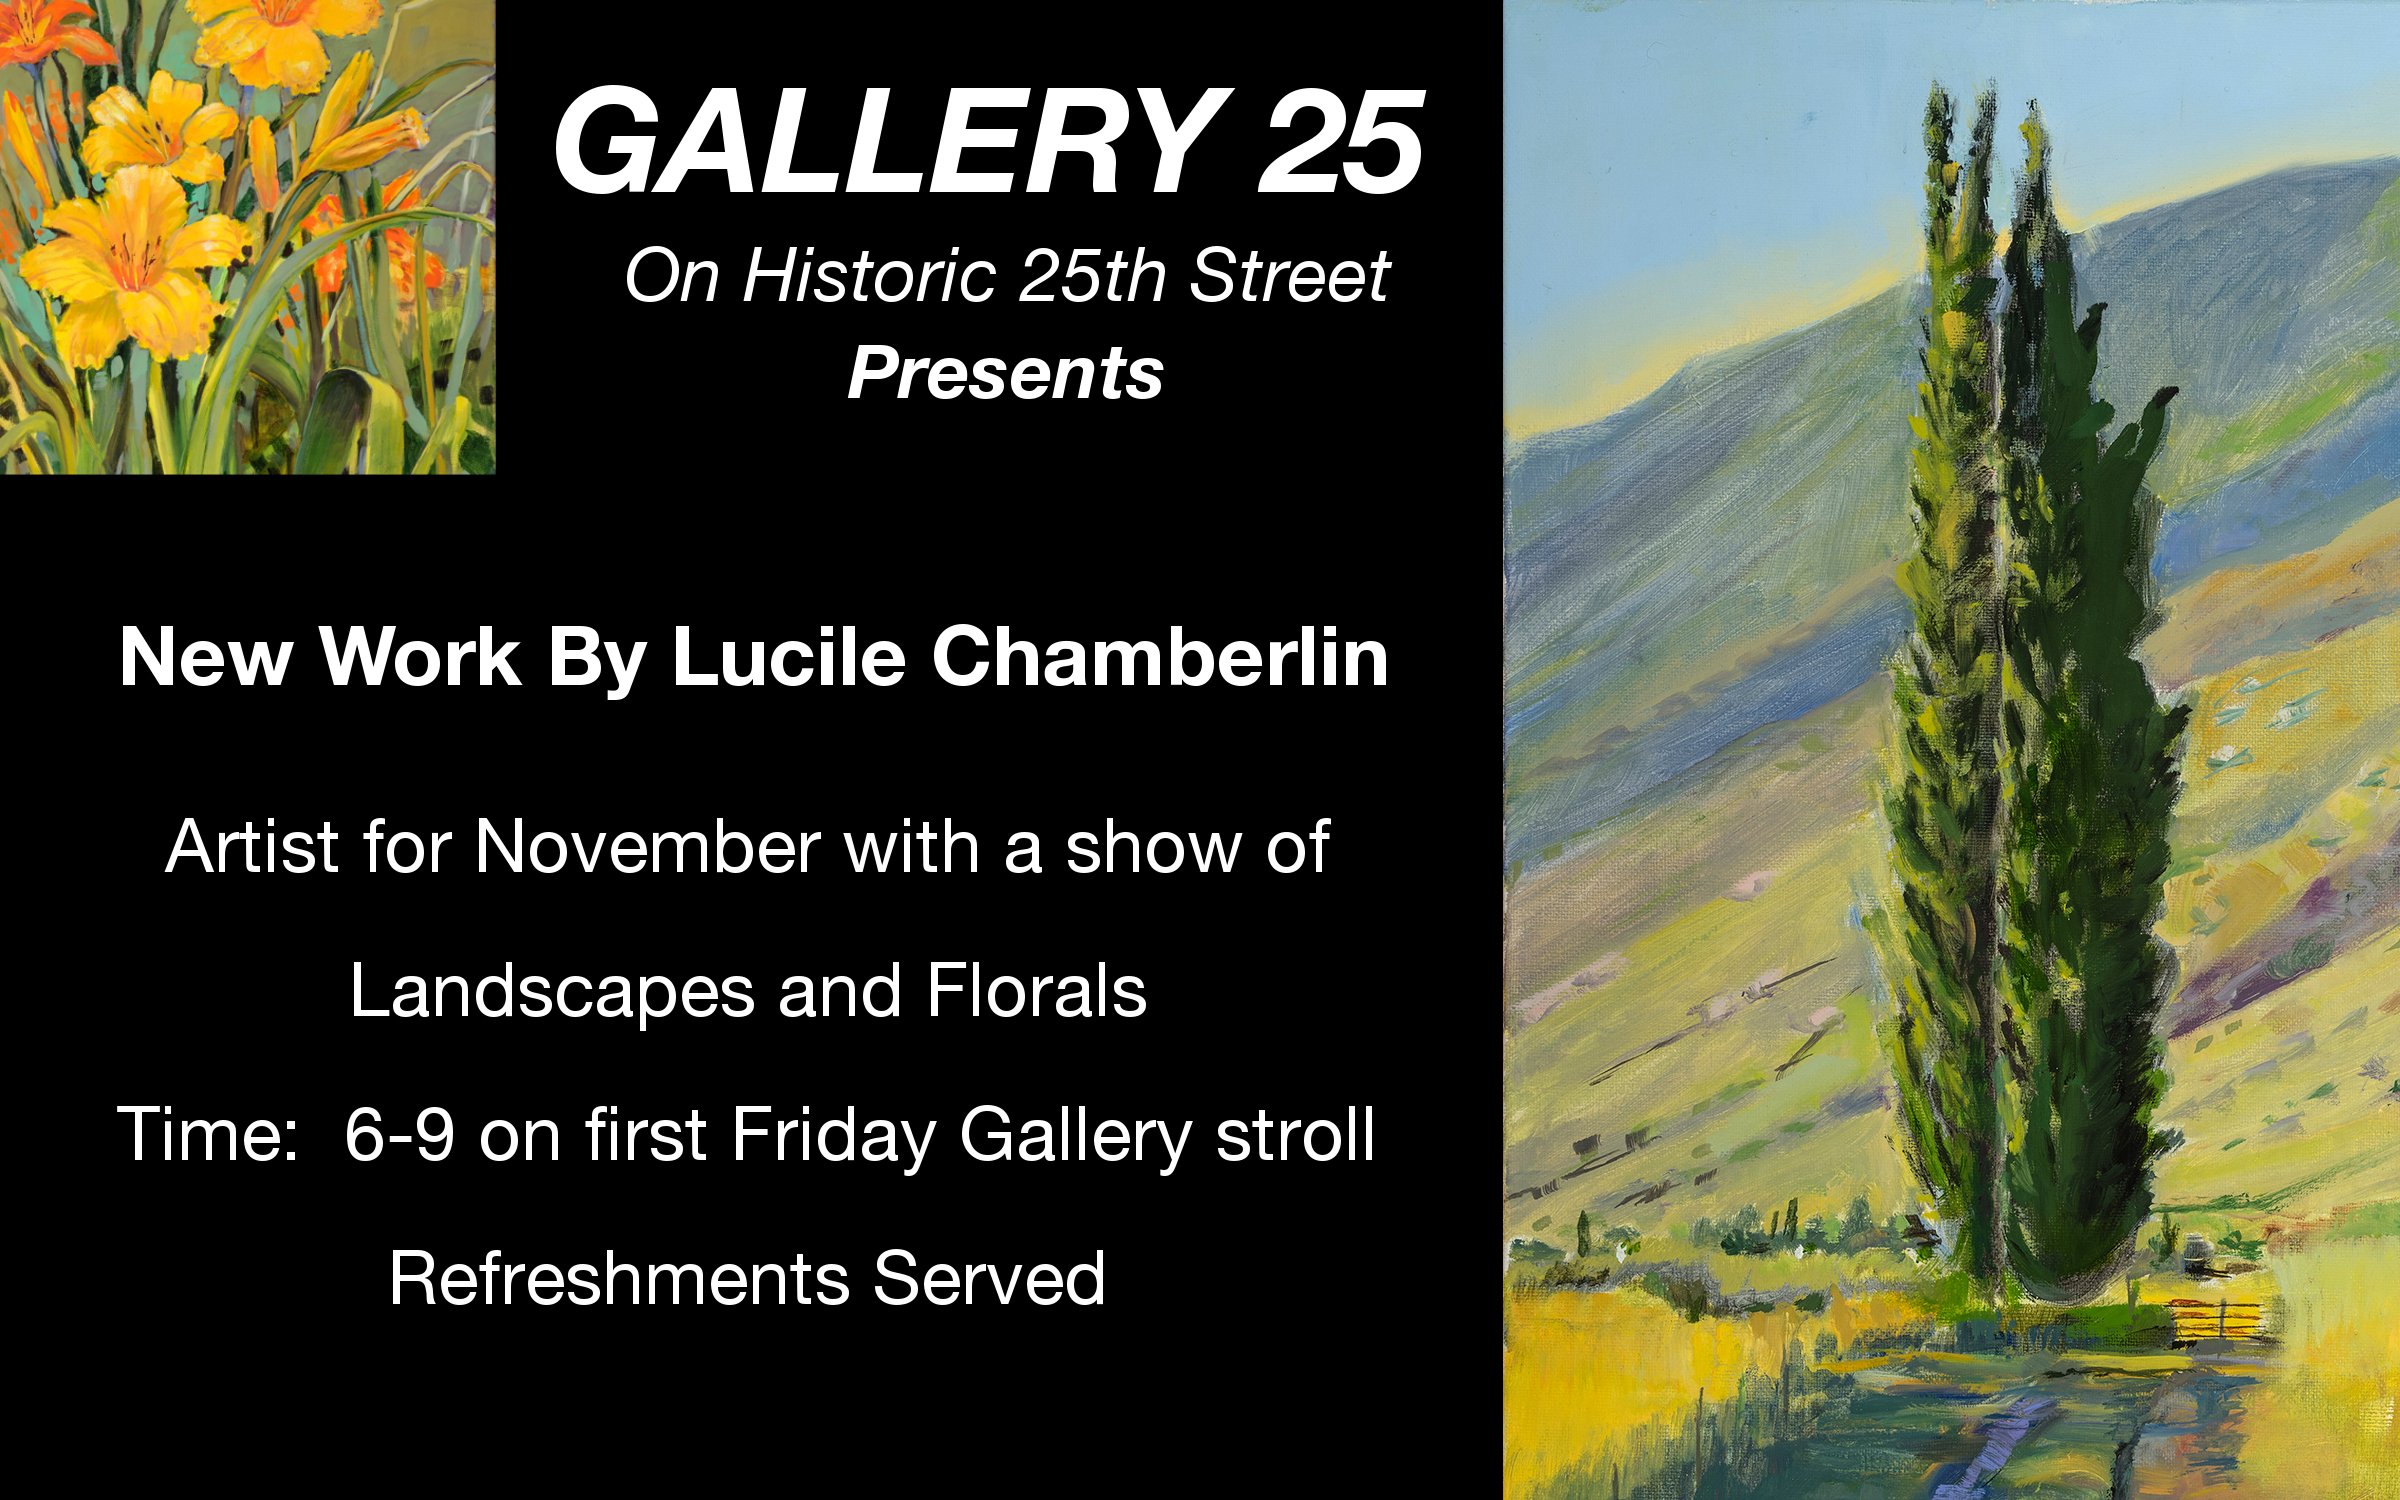 GALLERY 25
On Historic 25th Street
Presents
New Work By Lucile Chamberlin
Artist for November with a show of
Landscapes and Florals
Time:  6-9 on first Friday Gallery stroll
Refreshments Served